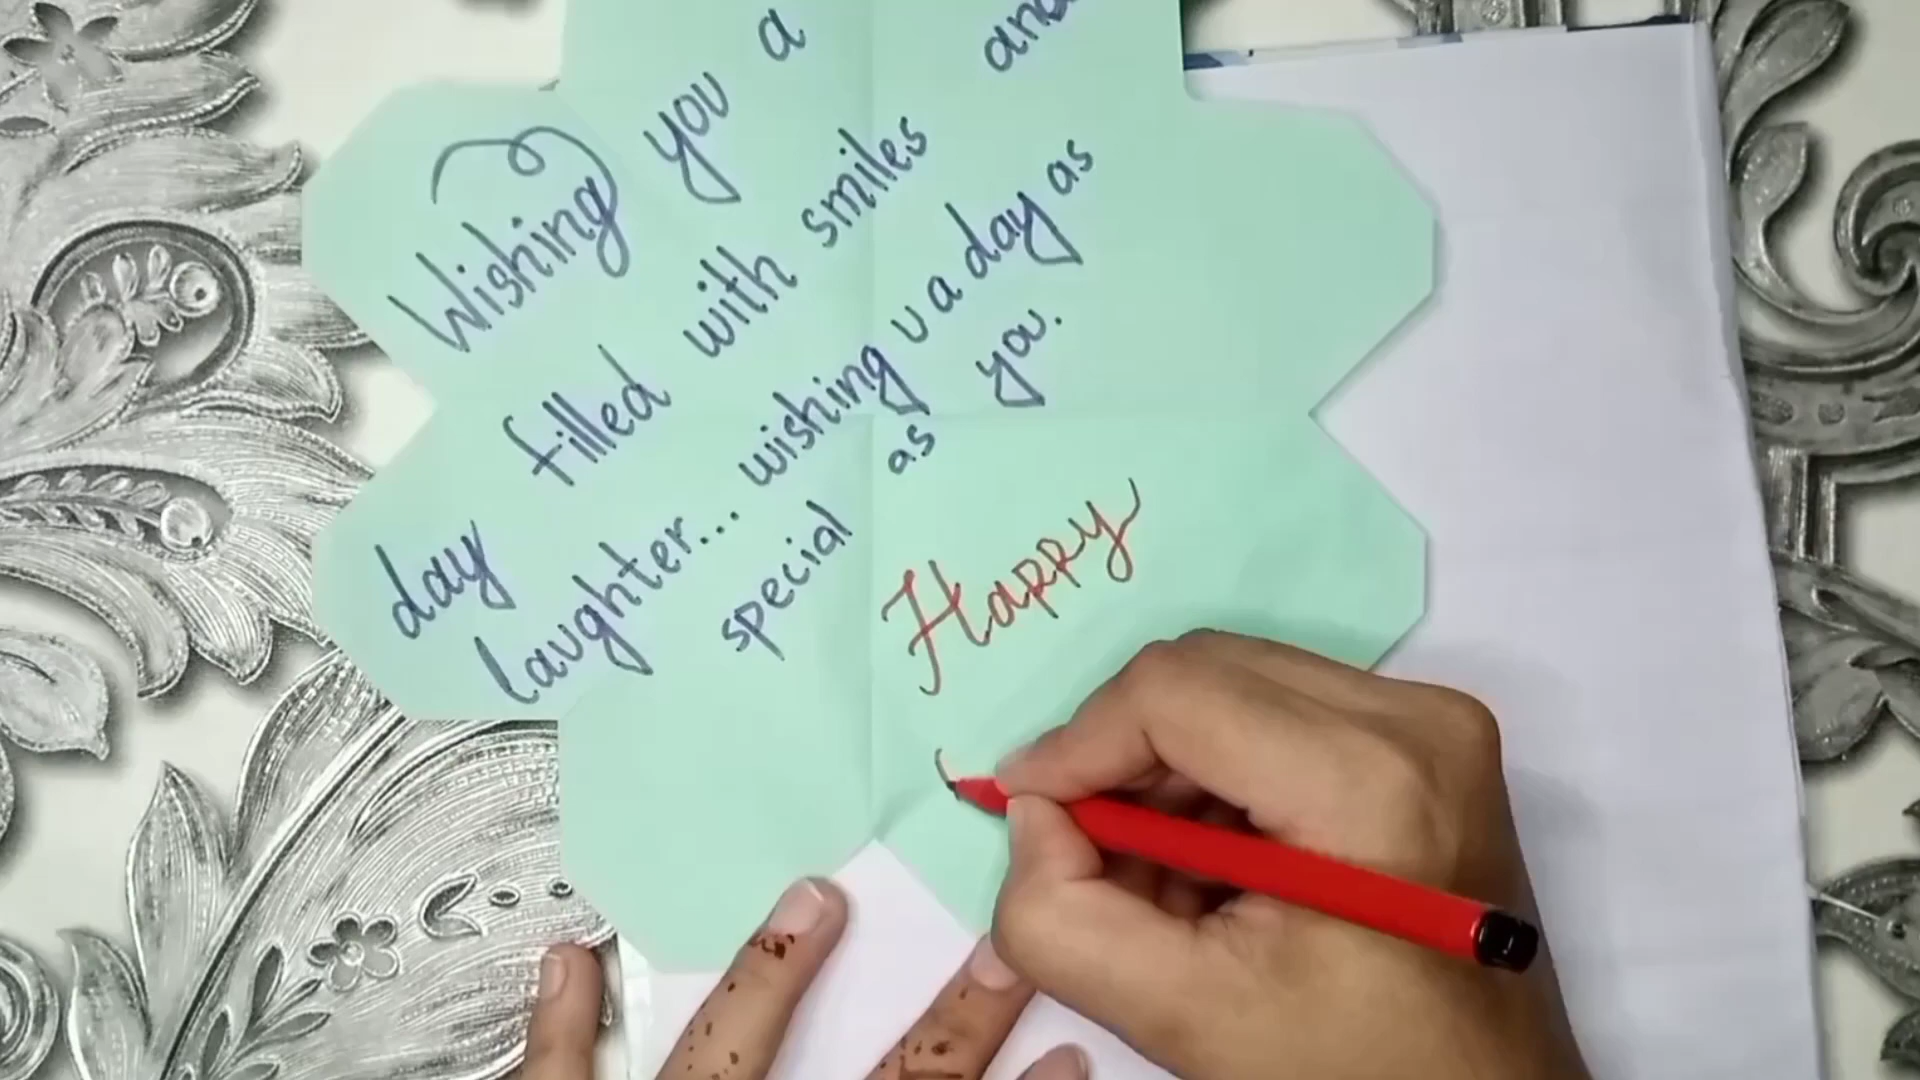 Wishing you a
day filled with smiles and
laughter... wishing u a day as
special as you.
Happy